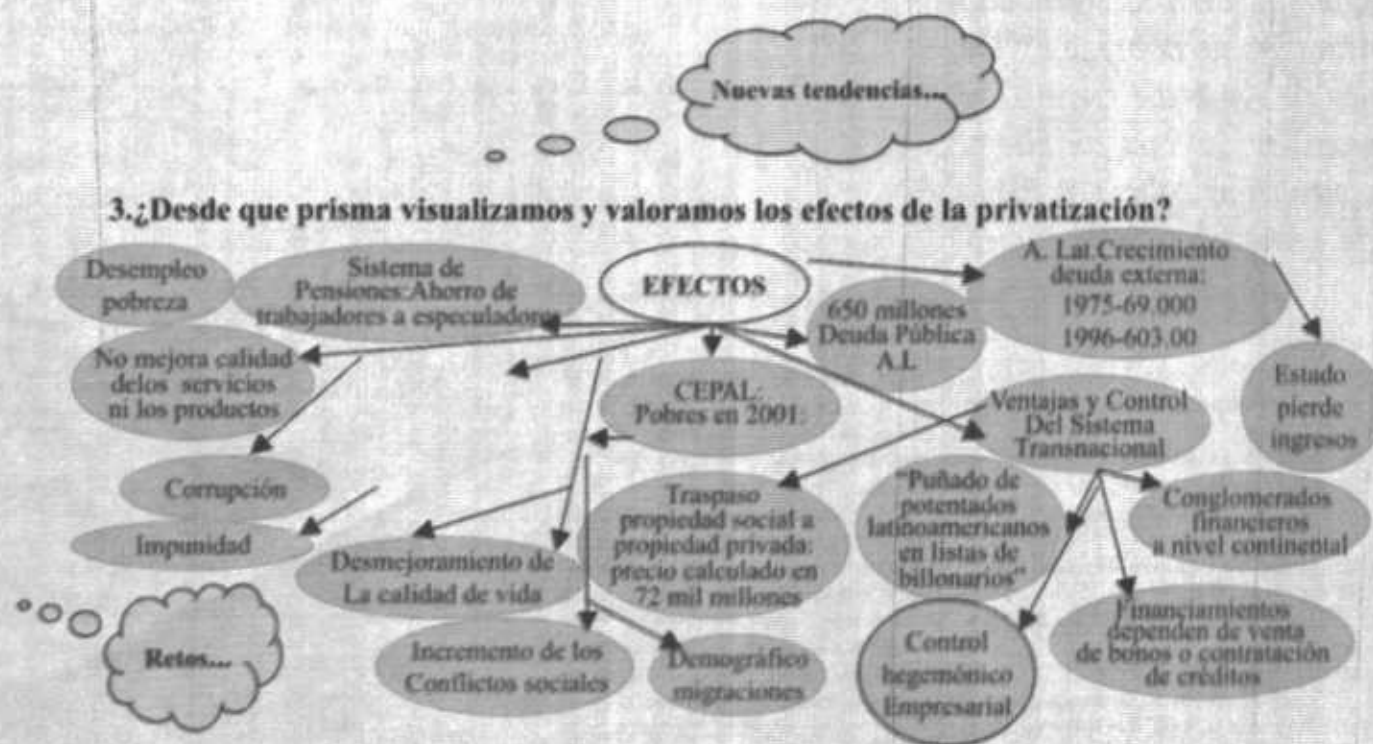 Nuevas tendencias...
3.¿Desde que prisma visualizamos y valoramos los efectos de la privatización?
Desempleo
pobreza
Sistema de
Pensiones:Ahorro de
trabajadores a especuladores
EFECTOS
650 millones
Deuda Pública
A.L
A. Lat.Crecimiento
deuda externa:
1975-69.000
1996-603.00
Estado
pierde
ingresos
No mejora calidad
delos servicios
ni los productos
CEPAL:
Pobres en 2001:
Ventajas y Control
Del Sistema
Transnacional
Corrupción
Impunidad
Desmejoramiento de
La calidad de vida
Traspaso
propiedad social a
propiedad privada:
precio calculado en
72 mil millones
"Puñado de
potentados
latinoamericanos
en listas de
billonarios"
Conglomerados
financieros
a nivel continental
Retos...
Incremento de los
Conflictos sociales
Demográfico
migraciones
Control
hegemónico
Empresarial
Financiamientos
dependen de venta
de bonos o contratación
de créditos